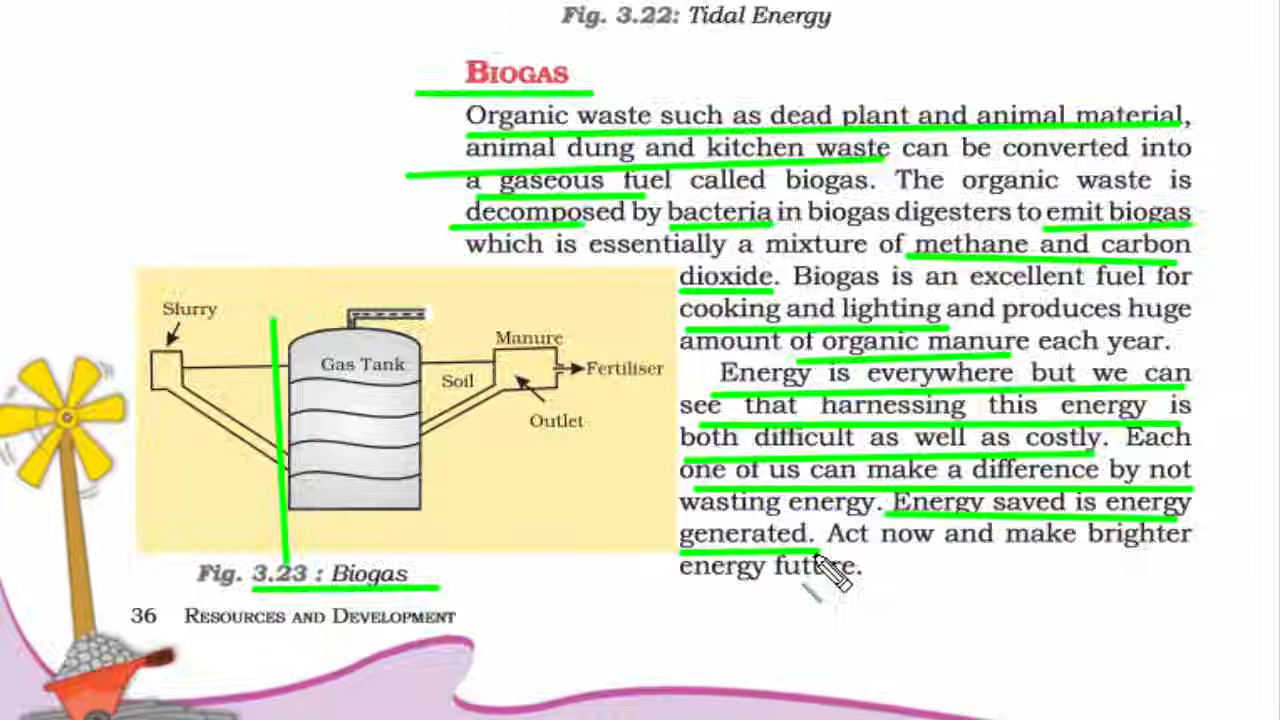 Fig. 3.22: Tidal Energy
BIOGAS
Organic waste such as dead plant and animal material,
animal dung and kitchen waste can be converted into
a gaseous fuel called biogas. The organic waste is
decomposed by bacteria in biogas digesters to emit biogas
which is essentially a mixture of methane and carbon
dioxide. Biogas is an excellent fuel for
cooking and lighting and produces huge
amount of organic manure each year.
Energy is everywhere but we can
see that harnessing this energy is
both difficult as well as costly. Each
one of us can make a difference by not
wasting energy. Energy saved is energy
generated. Act now and make brighter
energy future.
Slurry
Gas Tank
Manure
Soil
Fertiliser
Outlet
Fig. 3.23 : Biogas
36 RESOURCES AND DEVELOPMENT